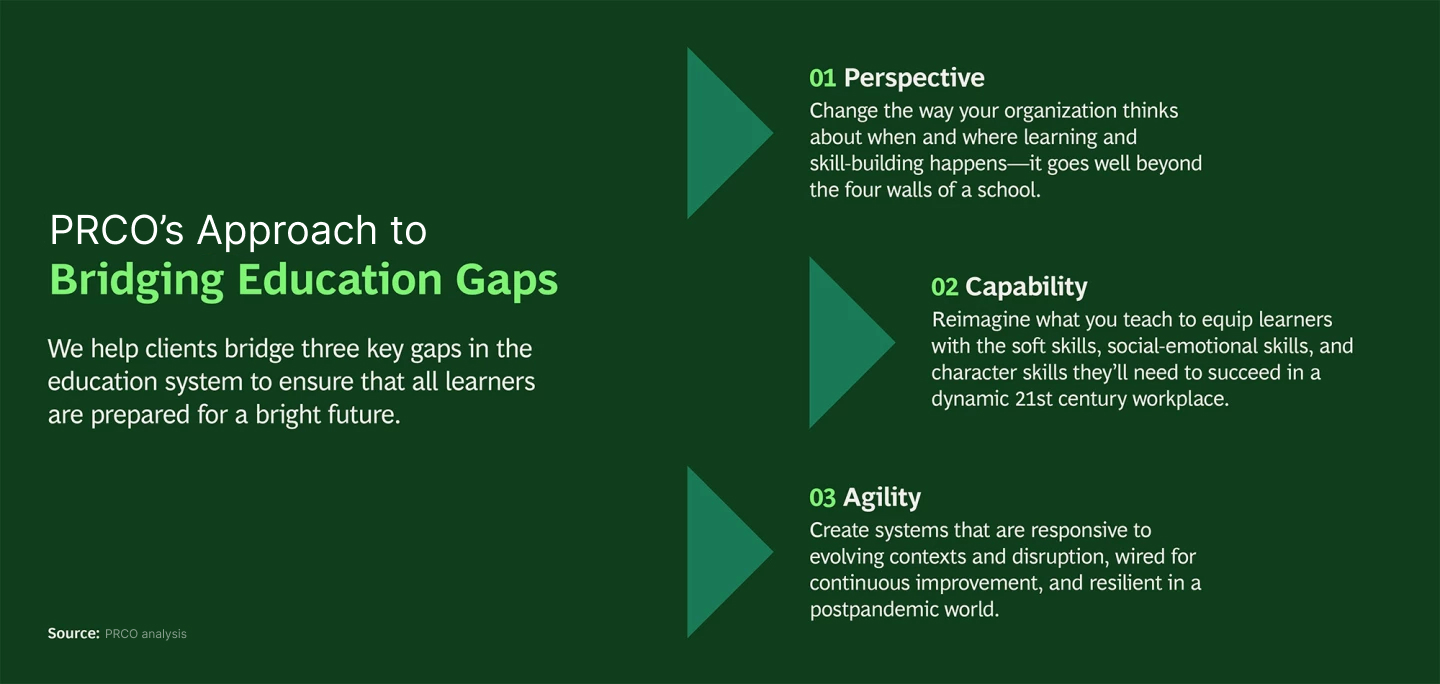 PRCO’s Approach to
Bridging Education Gaps
We help clients bridge three key gaps in the
education system to ensure that all learners
are prepared for a bright future.
Source: PRCO analysis
01 Perspective
Change the way your organization thinks
about when and where learning and
skill-building happens—it goes well beyond
the four walls of a school.
02 Capability
Reimagine what you teach to equip learners
with the soft skills, social-emotional skills, and
character skills they’ll need to succeed in a
dynamic 21st century workplace.
03 Agility
Create systems that are responsive to
evolving contexts and disruption, wired for
continuous improvement, and resilient in a
postpandemic world.